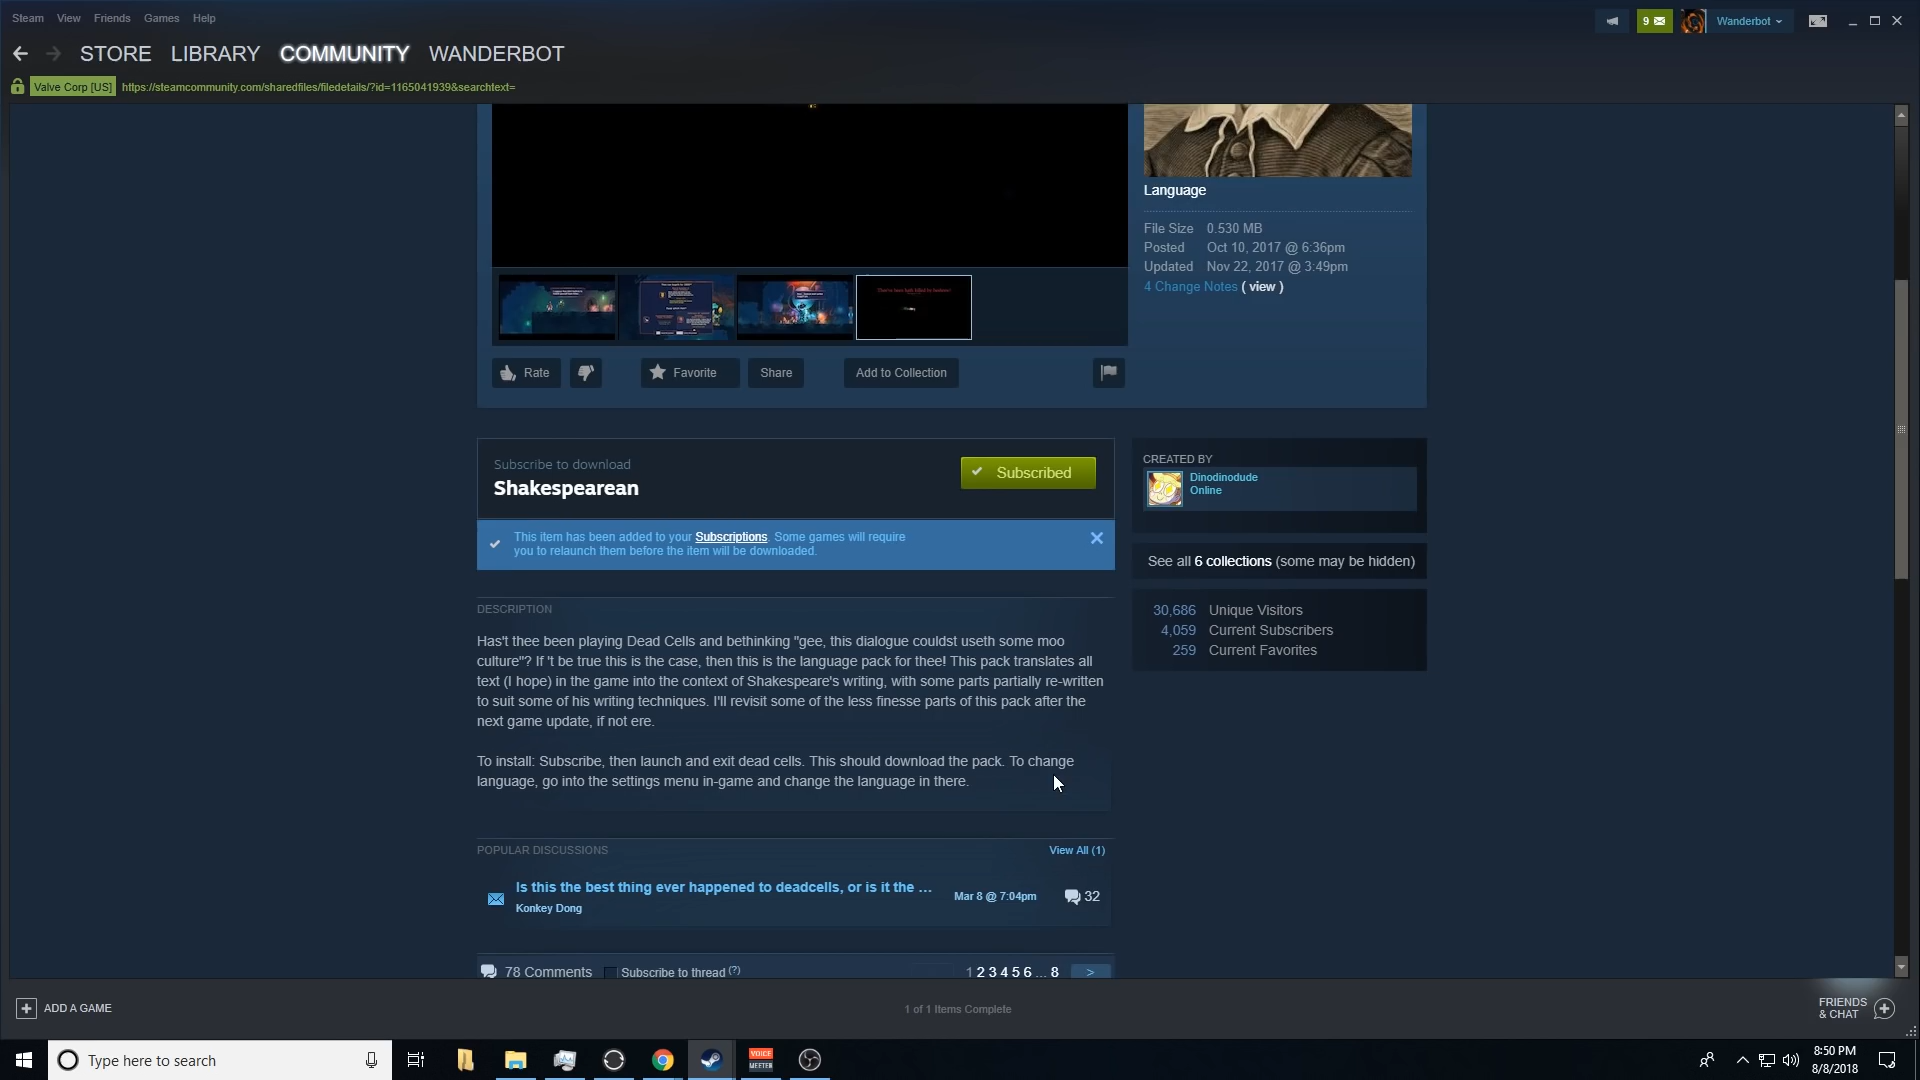 Steam View Friends Games Help
9
Wanderbot
STORE LIBRARY COMMUNITY WANDERBOT
Valve Corp [US] https://steamcommunity.com/sharedfiles/filedetails/?id=1165041939&searchtext=
Language
File Size 0.530 MB
Posted Oct 10, 2017 @ 6:36pm
Updated Nov 22, 2017 @ 3:49pm
4 Change Notes ( view )
Rate
Favorite
Share
Add to Collection
Subscribe to download
Shakespearean
Subscribed
This item has been added to your Subscriptions. Some games will require
you to relaunch them before the item will be downloaded.
CREATED BY
Dinodinodude
Online
See all 6 collections (some may be hidden)
30,686 Unique Visitors
4,059 Current Subscribers
259 Current Favorites
DESCRIPTION
Has't thee been playing Dead Cells and bethinking "gee, this dialogue couldst useth some moo
culture"? If 't be true this is the case, then this is the language pack for thee! This pack translates all
text (I hope) in the game into the context of Shakespeare's writing, with some parts partially re-written
to suit some of his writing techniques. I'll revisit some of the less finesse parts of this pack after the
next game update, if not ere.
To install: Subscribe, then launch and exit dead cells. This should download the pack. To change
language, go into the settings menu in-game and change the language in there.
POPULAR DISCUSSIONS
View All (1)
Is this the best thing ever happened to deadcells, or is it the ...
Konkey Dong
Mar 8 @ 7:04pm
32
78 Comments Subscribe to thread (?)
1 2 3 4 5 6 ... 8 >
ADD A GAME
1 of 1 Items Complete
FRIENDS
& CHAT
Type here to search
VOICE
MEETER
8:50 PM
8/8/2018